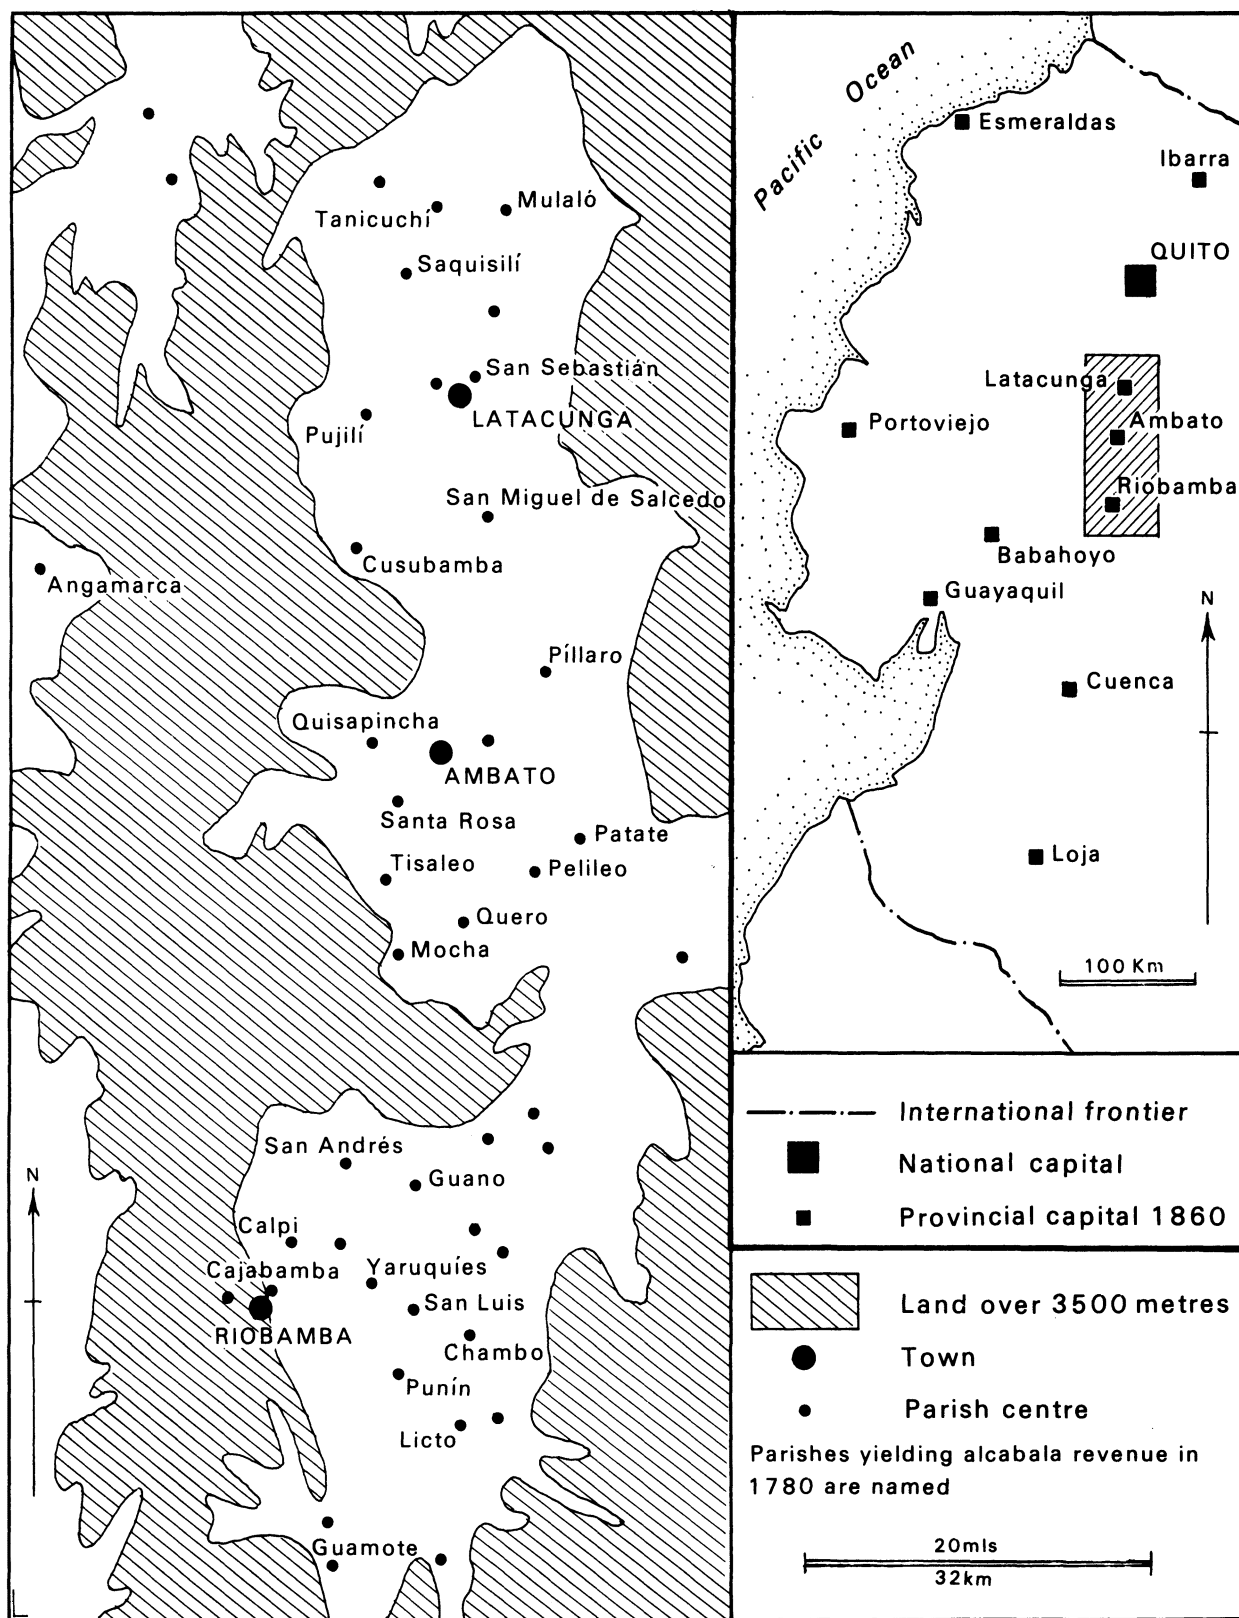 Tanicuchí
Mulaló
Saquisilí
San Sebastián
LATACUNGA
Pujilí
San Miguel de Salcedo
Cusubamba
Angamarca
Píllaro
Quisapincha
AMBATO
Santa Rosa
Patate
Tisaleo
Pelileo
Quero
Mocha
San Andrés
Guano
N
Calpi
Cajabamba
Yaruquíes
San Luis
RIOBAMBA
Chambo
Punín
Licto
Guamote
Pacific Ocean
Esmeraldas
Ibarra
QUITO
Latacunga
Portoviejo
Ambato
Riobamba
Babahoyo
Guayaquil
N
Cuenca
Loja
100 Km
International frontier
National capital
Provincial capital 1860
Land over 3500 metres
Town
Parish centre
Parishes yielding alcabala revenue in
1780 are named
20mls
32km